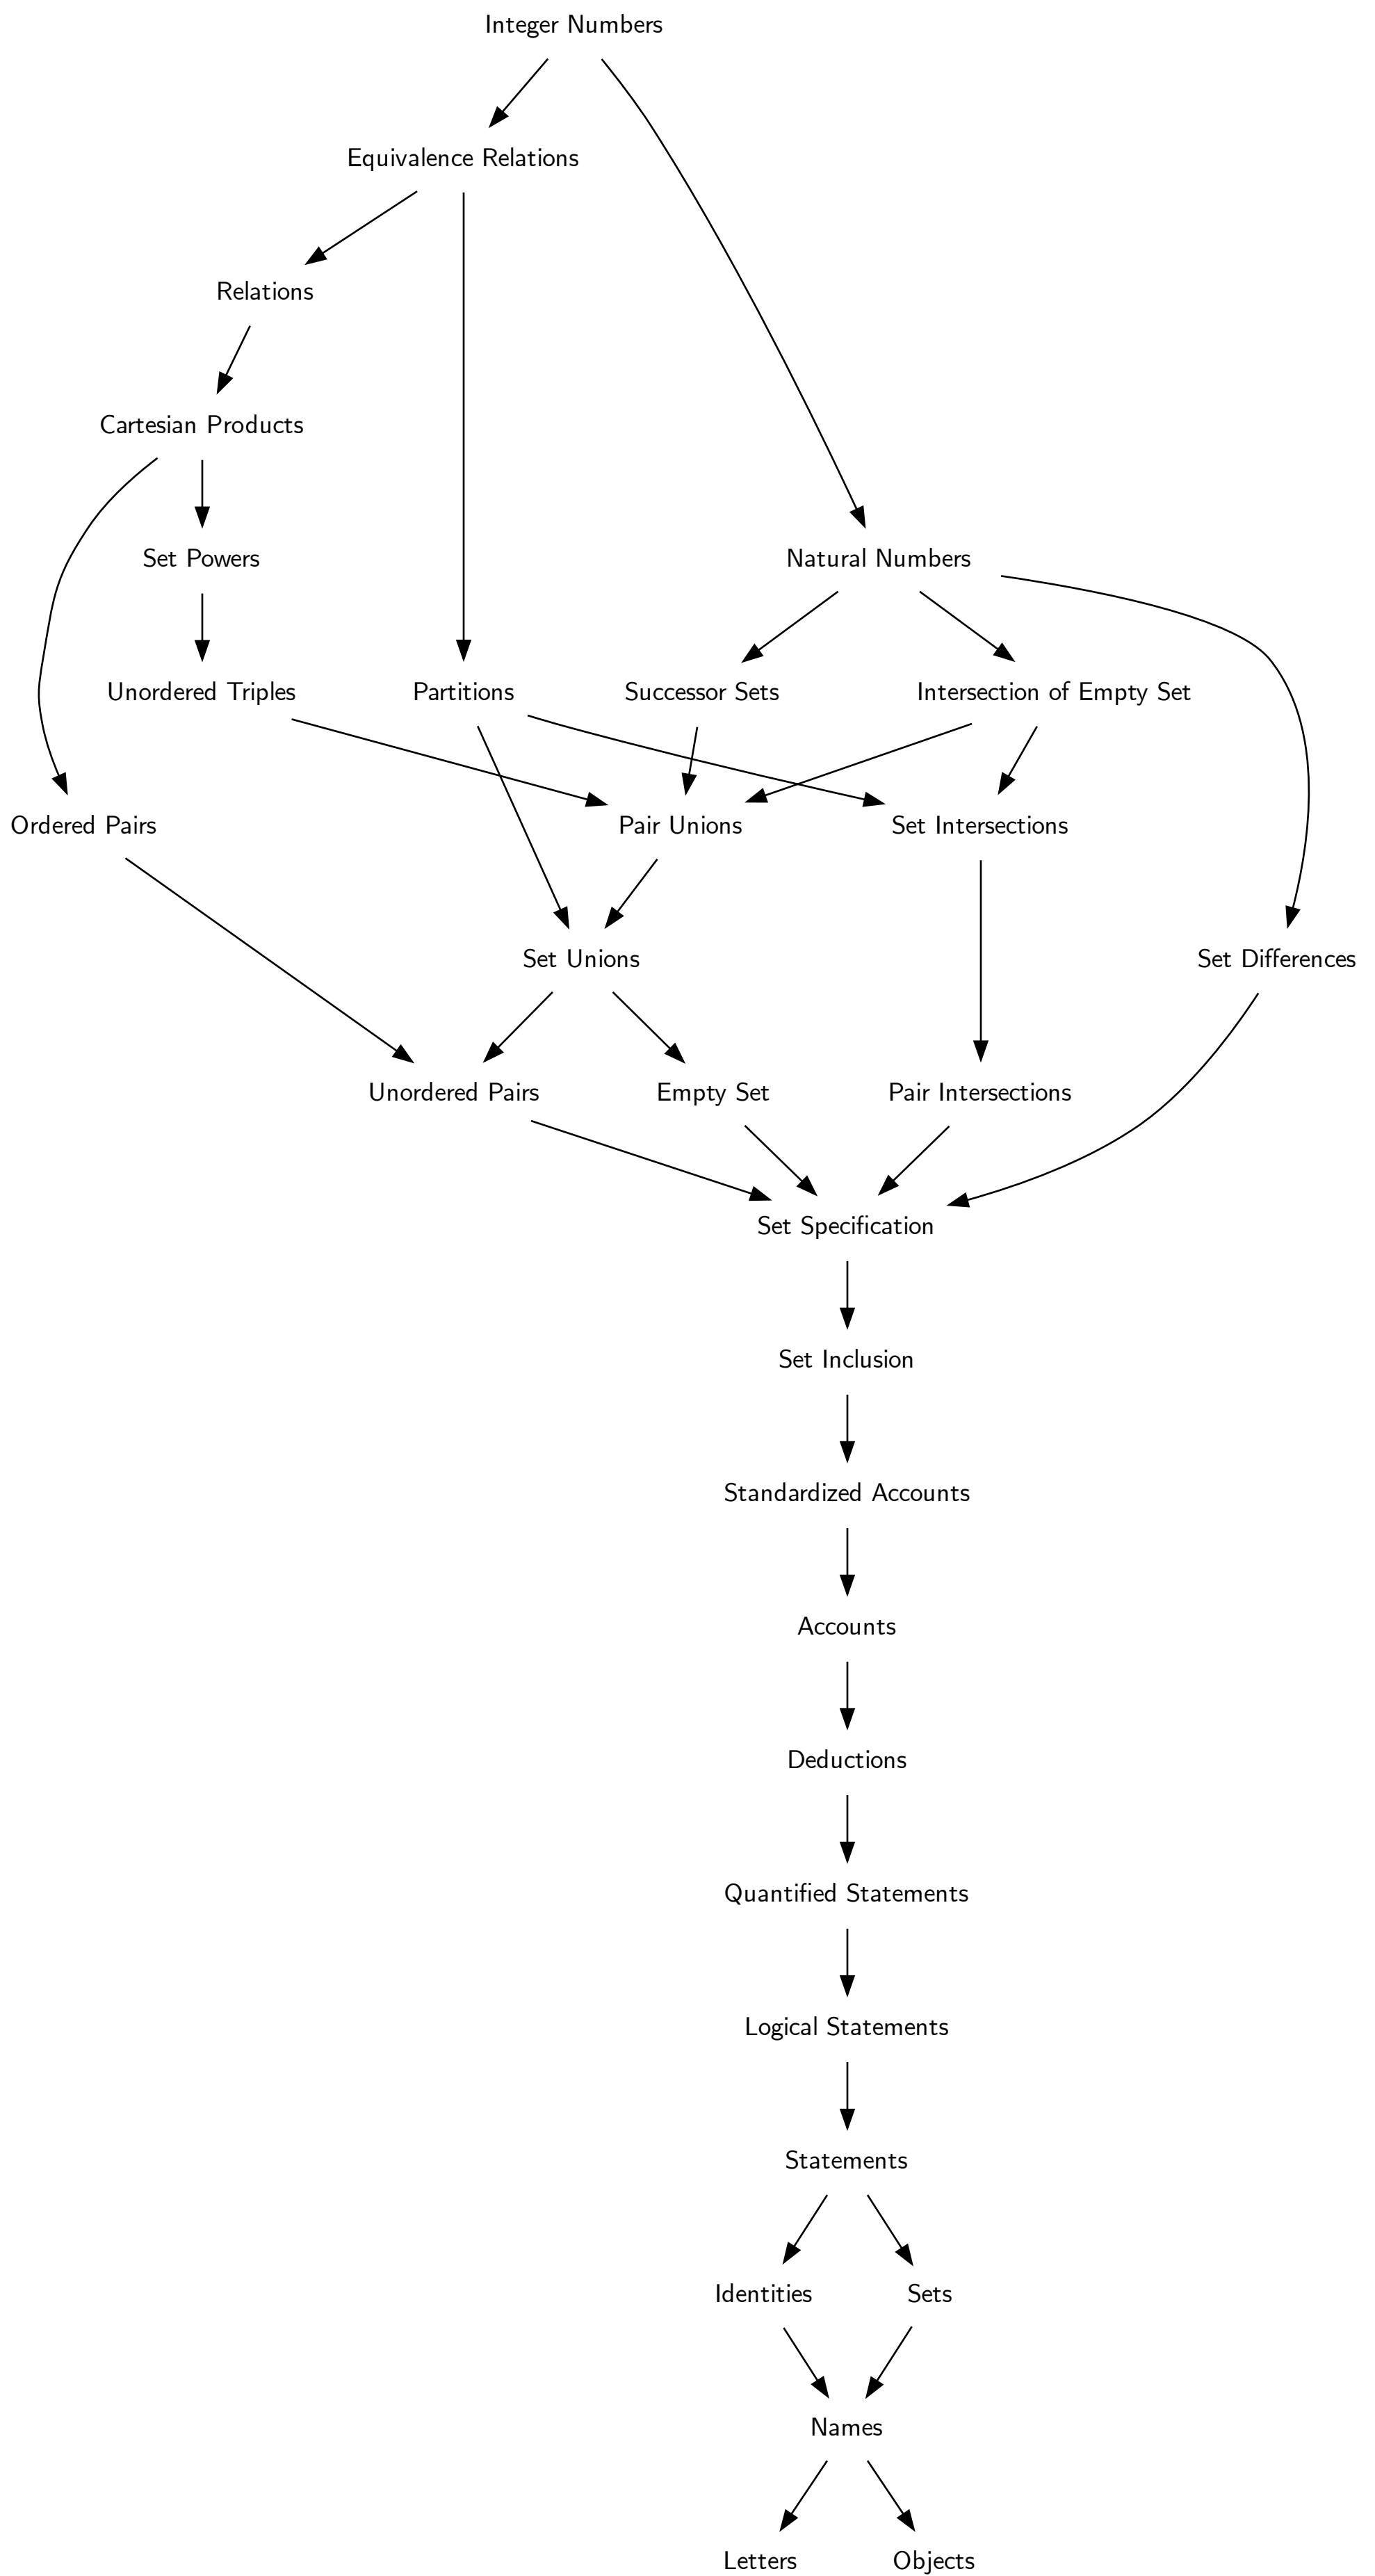 Integer Numbers
Equivalence Relations
Relations
Cartesian Products
Set Powers
Natural Numbers
Unordered Triples
Partitions
Successor Sets
Intersection of Empty Set
Ordered Pairs
Pair Unions
Set Intersections
Set Unions
Set Differences
Unordered Pairs
Empty Set
Pair Intersections
Set Specification
Set Inclusion
Standardized Accounts
Accounts
Deductions
Quantified Statements
Logical Statements
Statements
Identities
Sets
Names
Letters
Objects